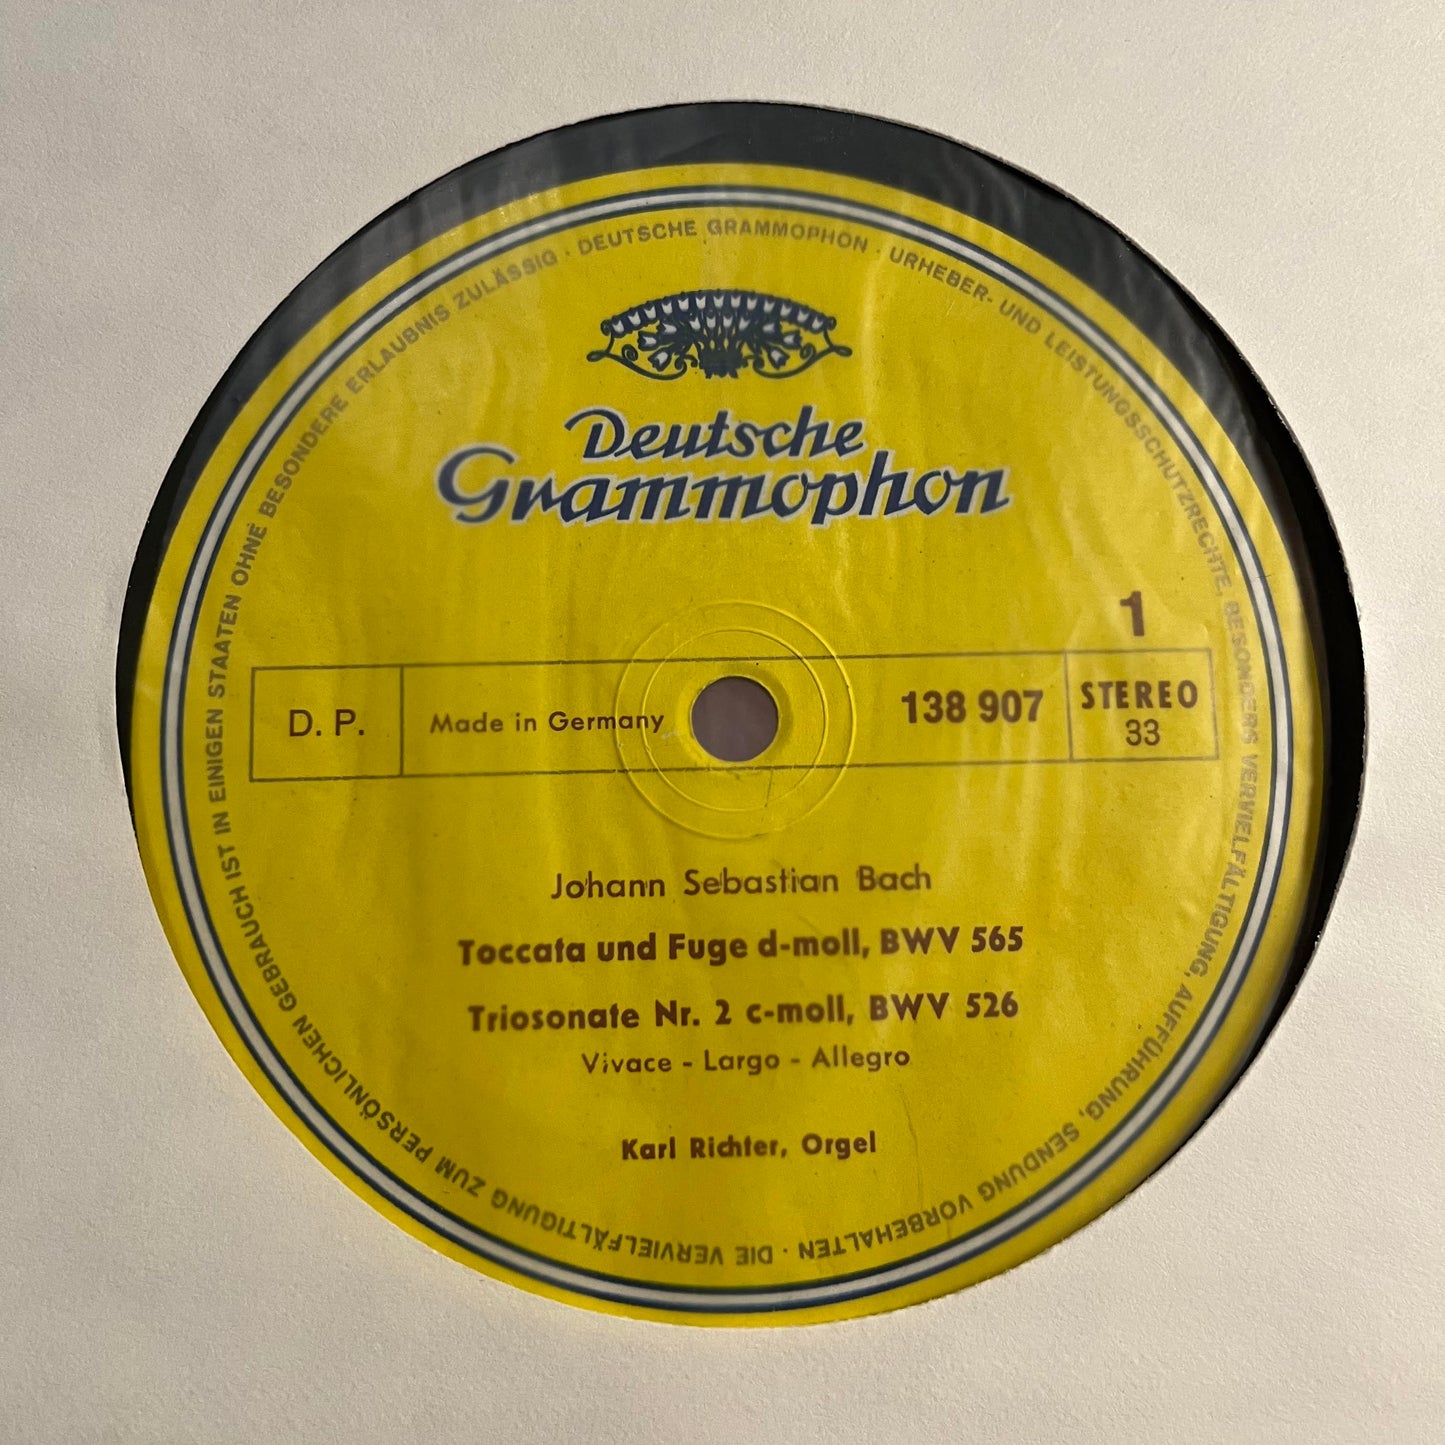 DEUTSCHE GRAMMOPHON · URHEBER- UND LEISTUNGSSCHUTZRECHTE, BESONDERS VERVIELFÄLTIGUNG, AUFFÜHRUNG, SENDUNG VORBEHALTEN · DIE VERVIELFÄLTIGUNG ZUM PERSÖNLICHEN GEBRAUCH IST IN EINIGEN STAATEN OHNE BESONDERE ERLAUBNIS ZULÄSSIG ·
Deutsche
Grammophon
1
D. P. Made in Germany 138 907 STEREO
33
Johann Sebastian Bach
Toccata und Fuge d-moll, BWV 565
Triosonate Nr. 2 c-moll, BWV 526
Vivace - Largo - Allegro
Karl Richter, Orgel